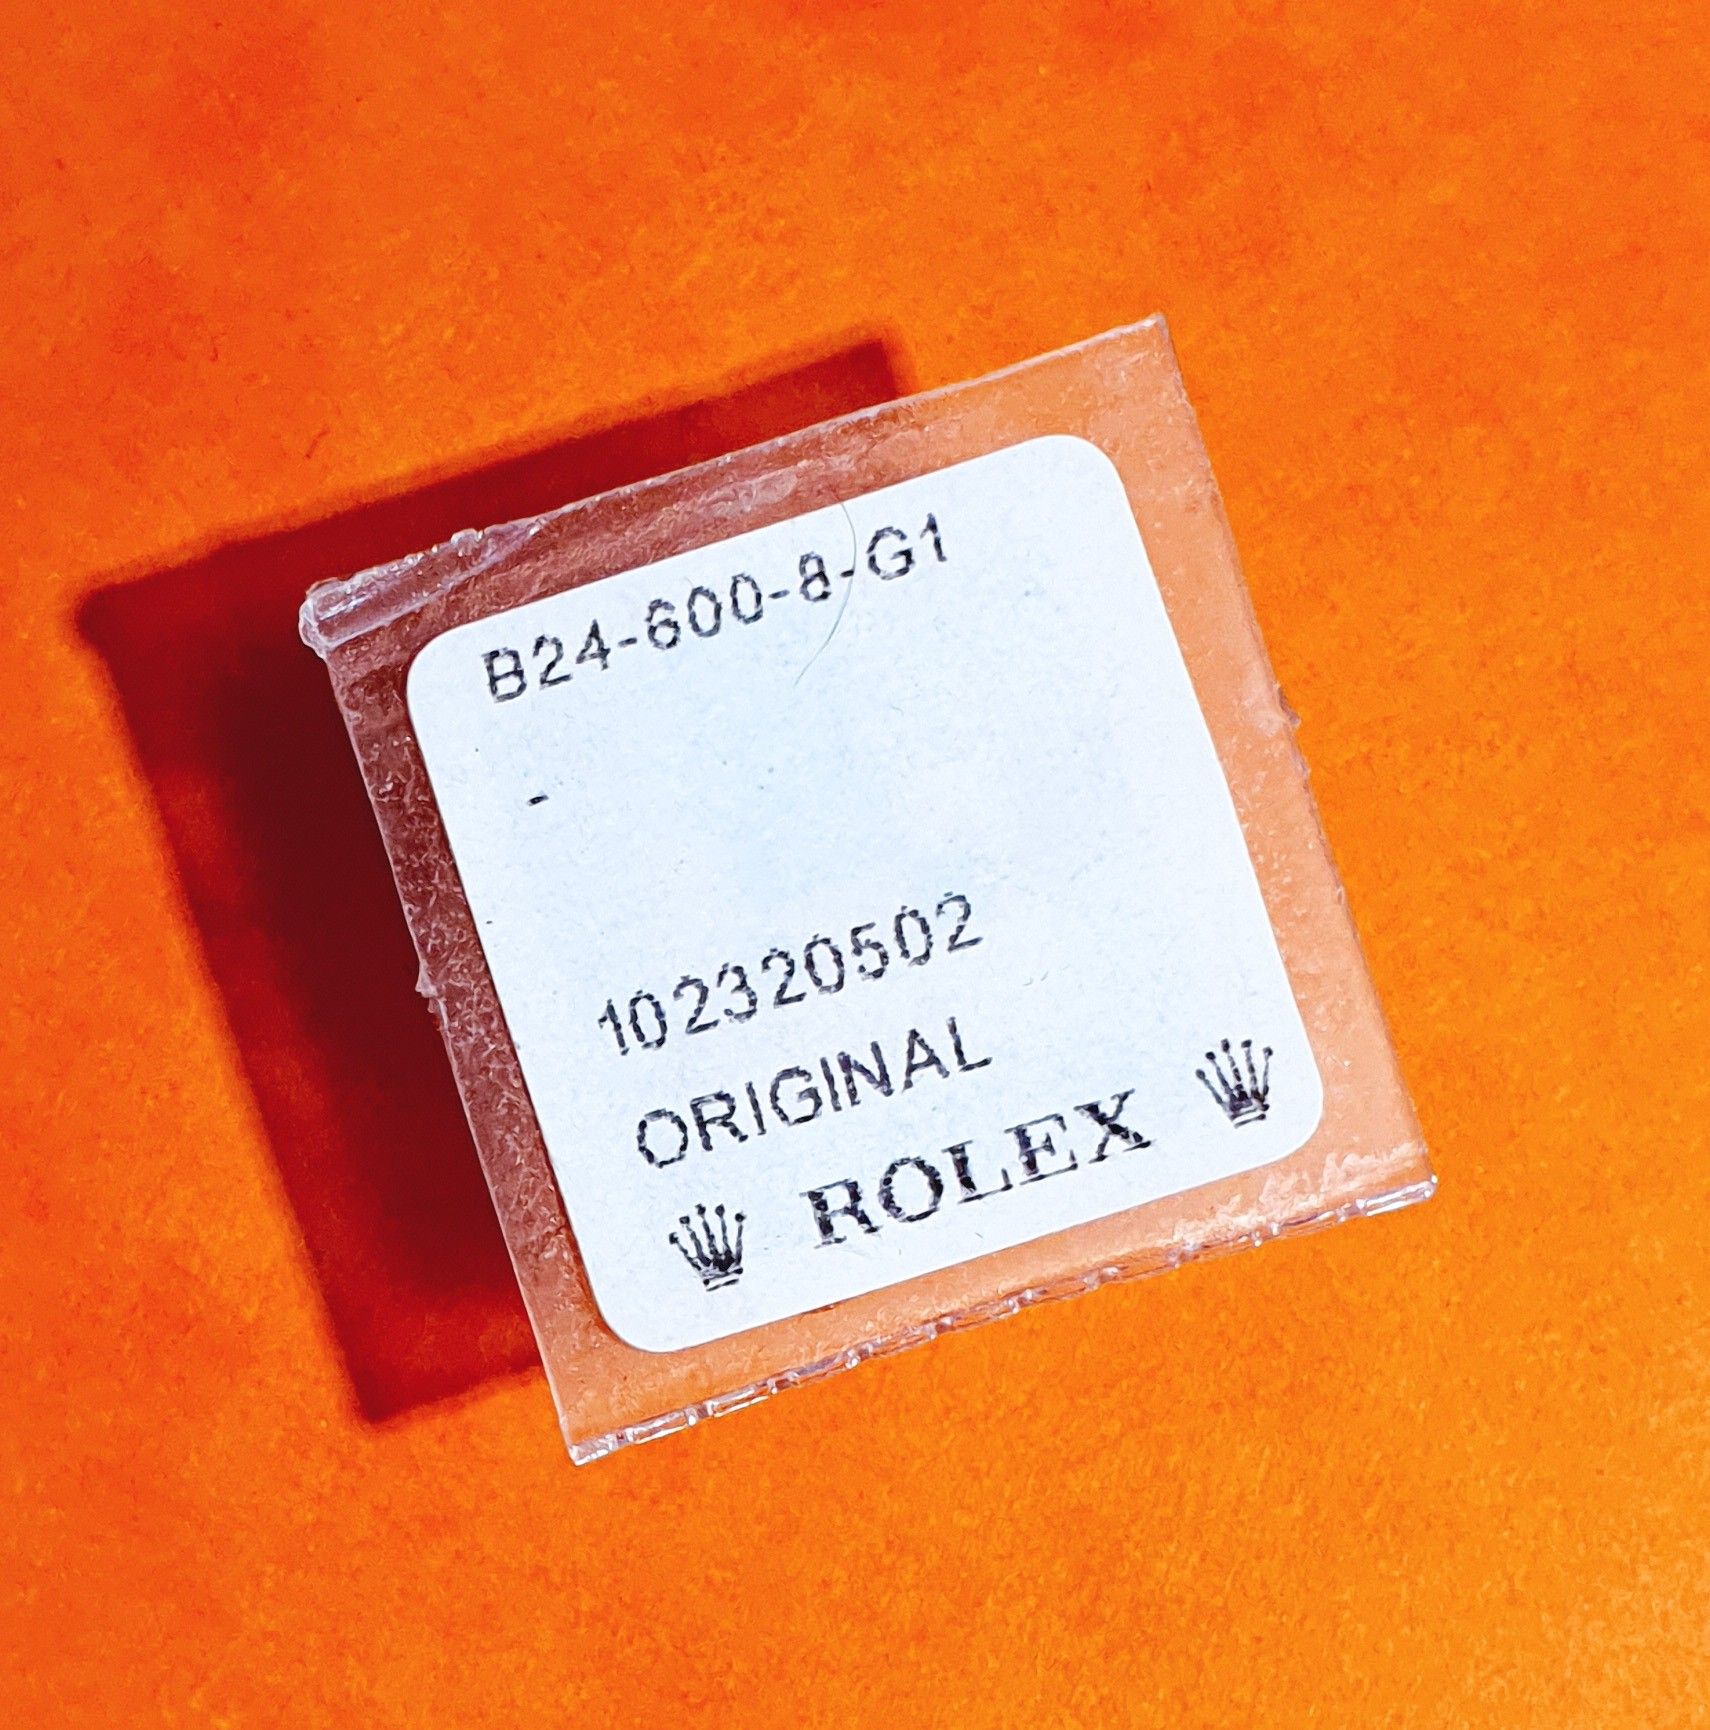 B24-600-8-G1
-
102320502
ORIGINAL
ROLEX